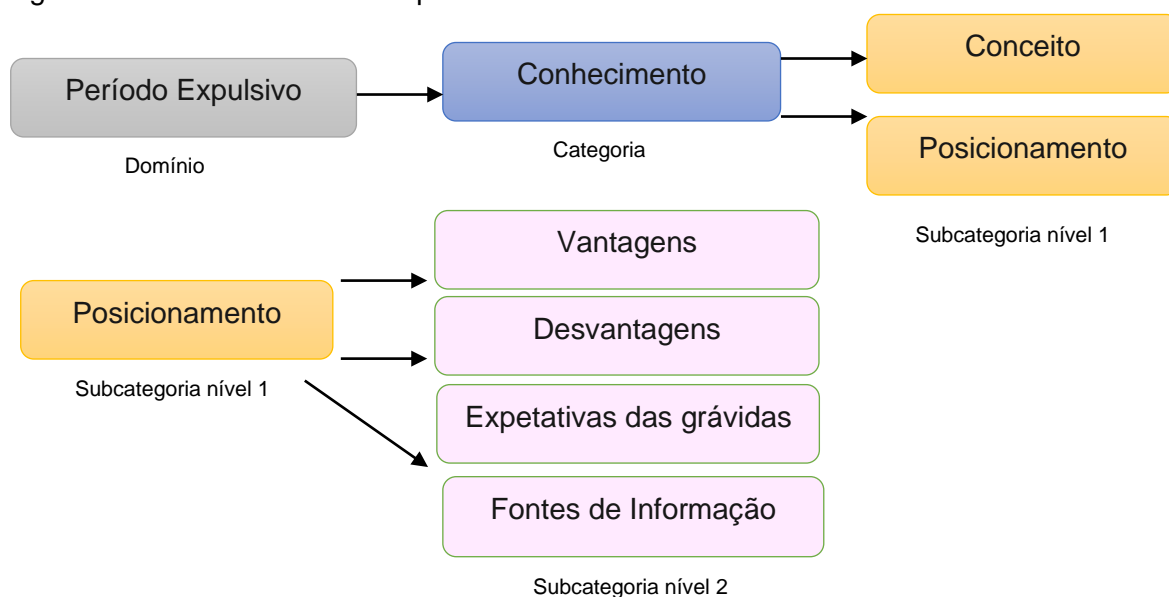 Conceito
Período Expulsivo
Conhecimento
Domínio
Categoria
Posicionamento
Subcategoria nível 1
Vantagens
Posicionamento
Desvantagens
Subcategoria nível 1
Expetativas das grávidas
Fontes de Informação
Subcategoria nível 2